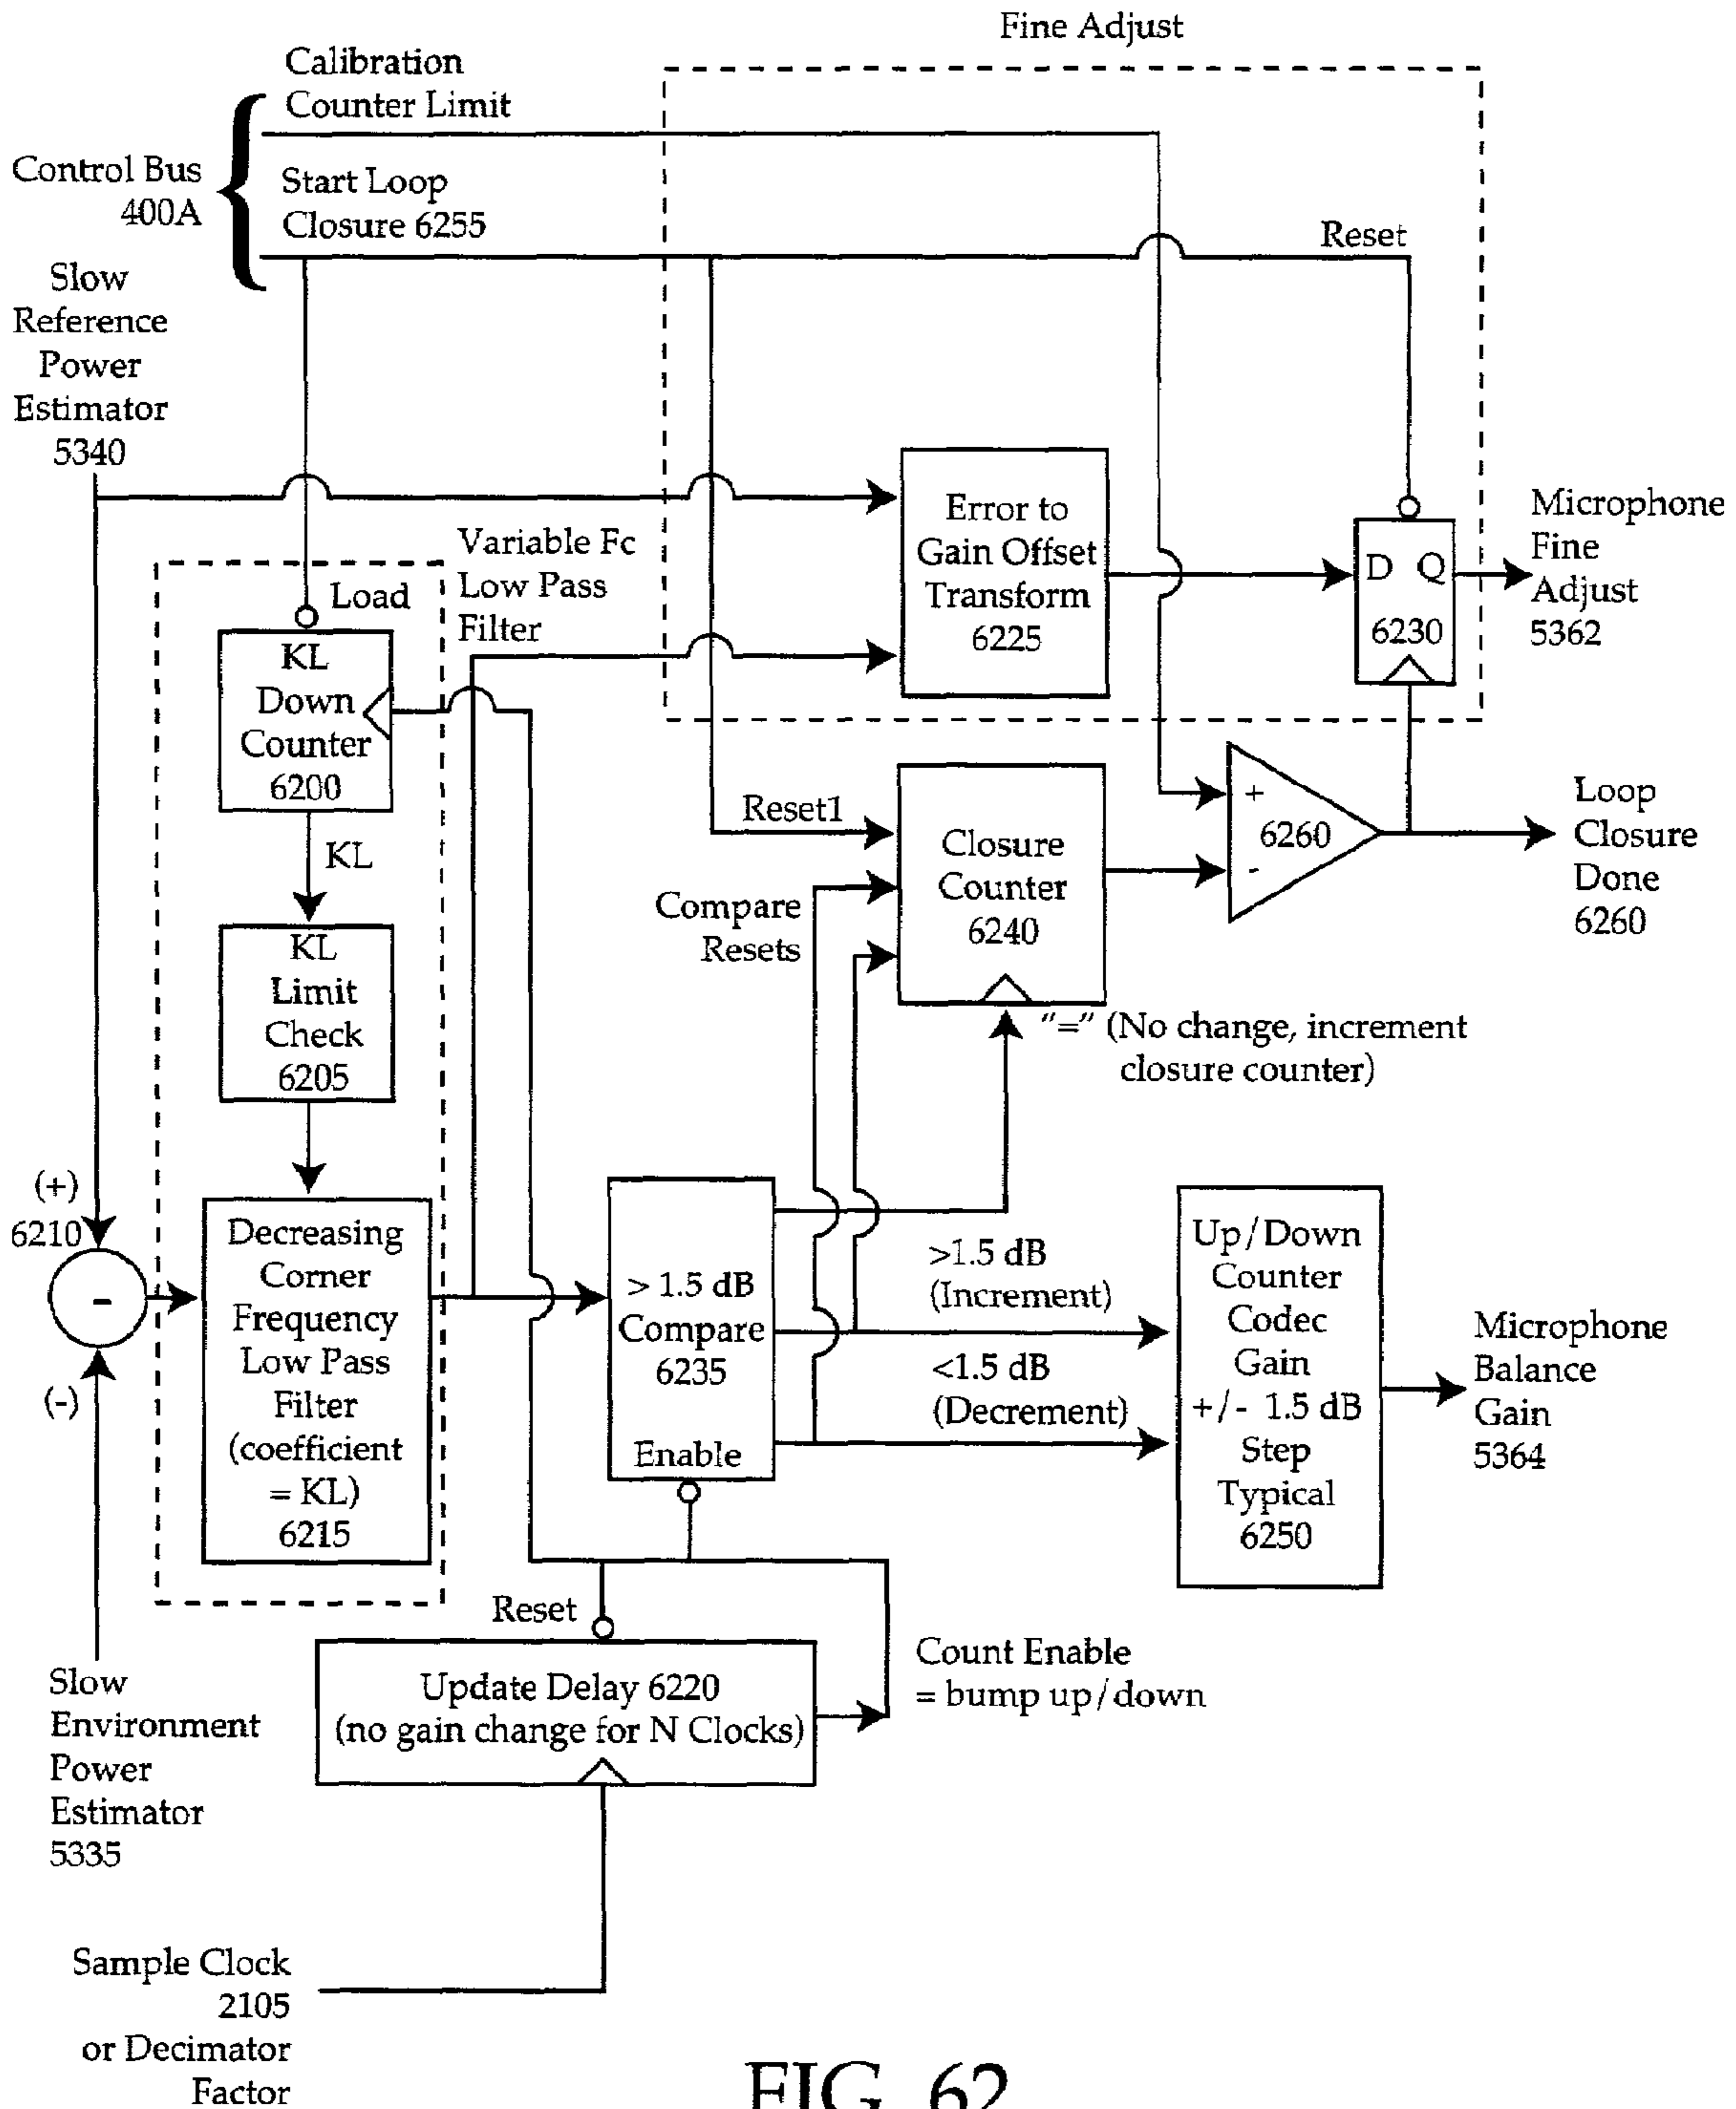 Fine Adjust
Calibration
Counter Limit
Control Bus
400A
Start Loop
Closure 6255
Reset
Slow
Reference
Power
Estimator
5340
Error to
Gain Offset
Transform
6225
D Q
6230
Microphone
Fine
Adjust
5362
Variable Fc
Low Pass
Filter
Load
KL
Down
Counter
6200
KL
KL
Limit
Check
6205
Reset1
Compare
Resets
Closure
Counter
6240
+
6260
-
Loop
Closure
Done
6260
"=" (No change, increment
closure counter)
(+)
6210
-
(-)
Decreasing
Corner
Frequency
Low Pass
Filter
(coefficient
= KL)
6215
> 1.5 dB
Compare
6235
Enable
>1.5 dB
(Increment)
<1.5 dB
(Decrement)
Up/Down
Counter
Codec
Gain
+/- 1.5 dB
Step
Typical
6250
Microphone
Balance
Gain
5364
Reset
Update Delay 6220
(no gain change for N Clocks)
Count Enable
= bump up/down
Slow
Environment
Power
Estimator
5335
Sample Clock
2105
or Decimator
Factor
FIG. 62